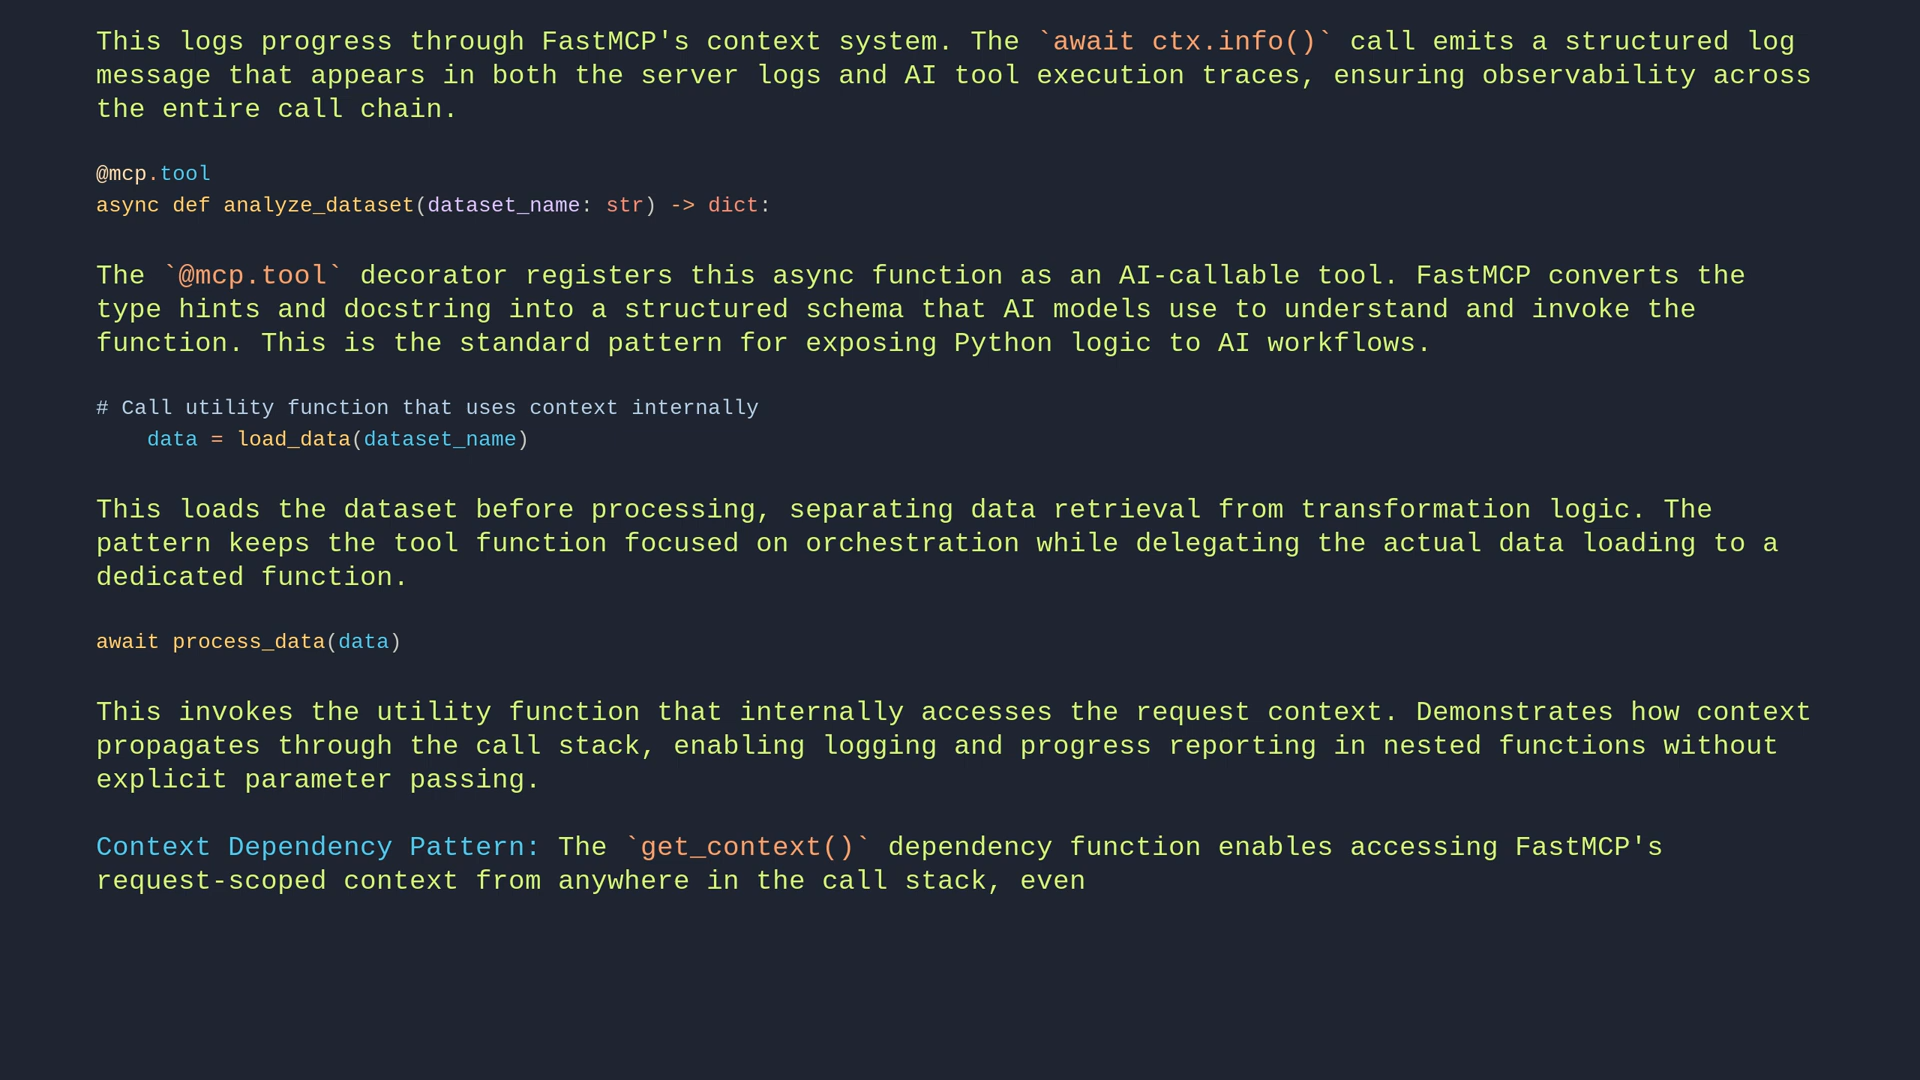 This logs progress through FastMCP's context system. The `await ctx.info()` call emits a structured log
message that appears in both the server logs and AI tool execution traces, ensuring observability across
the entire call chain.
@mcp.tool
async def analyze_dataset(dataset_name: str) -> dict:
The `@mcp.tool` decorator registers this async function as an AI-callable tool. FastMCP converts the
type hints and docstring into a structured schema that AI models use to understand and invoke the
function. This is the standard pattern for exposing Python logic to AI workflows.
# Call utility function that uses context internally
    data = load_data(dataset_name)
This loads the dataset before processing, separating data retrieval from transformation logic. The
pattern keeps the tool function focused on orchestration while delegating the actual data loading to a
dedicated function.
await process_data(data)
This invokes the utility function that internally accesses the request context. Demonstrates how context
propagates through the call stack, enabling logging and progress reporting in nested functions without
explicit parameter passing.
Context Dependency Pattern: The `get_context()` dependency function enables accessing FastMCP's
request-scoped context from anywhere in the call stack, even